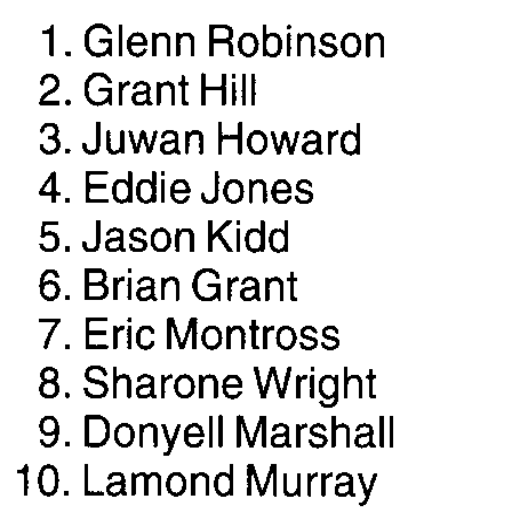 1. Glenn Robinson
2. Grant Hill
3. Juwan Howard
4. Eddie Jones
5. Jason Kidd
6. Brian Grant
7. Eric Montross
8. Sharone Wright
9. Donyell Marshall
10. Lamond Murray